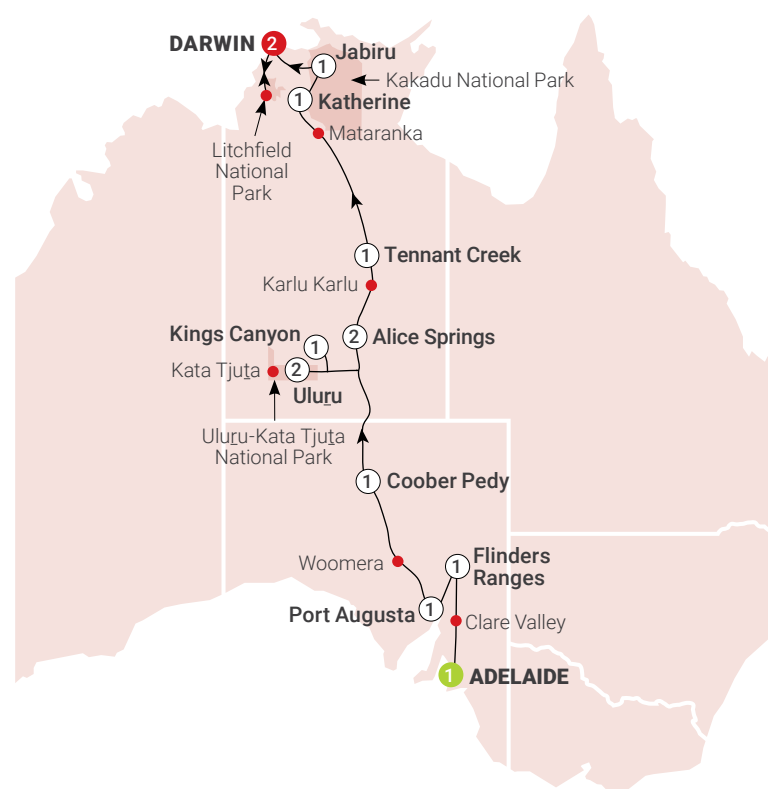 DARWIN 2
1 Jabiru
Kakadu National Park
1 Katherine
Mataranka
Litchfield
National
Park
1 Tennant Creek
Karlu Karlu
Kings Canyon
1
2 Alice Springs
Kata Tjuṯa
2
Uluṟu
Uluṟu-Kata Tjuṯa
National Park
1 Coober Pedy
Woomera
1 Flinders
Ranges
Port Augusta 1
Clare Valley
1 ADELAIDE